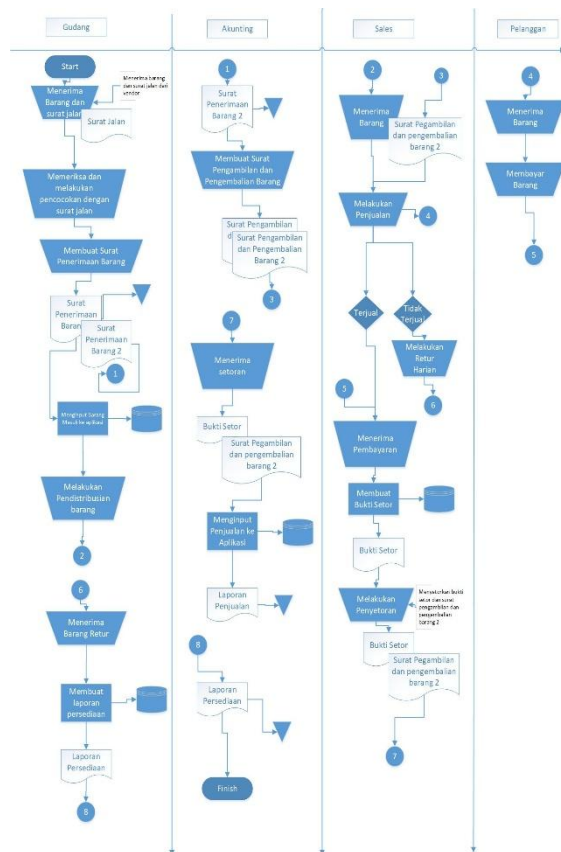 Gudang
Start
Menerima
Barang dan
surat jalan
Menerima barang
dan surat jalan dari
vendor
Surat Jalan
Memeriksa dan
melakukan
pencocokan dengan
surat jalan
Membuat Surat
Penerimaan Barang
Surat
Penerimaan
Barang
Surat
Penerimaan
Barang 2
1
Menginput Barang
Masuk ke aplikasi
Melakukan
Pendistribusian
barang
2
6
Menerima
Barang Retur
Membuat
laporan
persediaan
Laporan
Persediaan
8
Akunting
1
Surat
Penerimaan
Barang 2
Membuat Surat
Pengambilan dan
Pengembalian Barang
Surat Pengambilan
Surat Pengambilan
dan Pengembalian
Barang 2
3
7
Menerima
setoran
Bukti Setor
Surat Pegambilan
dan pengembalian
barang 2
Menginput
Penjualan ke
Aplikasi
Laporan
Penjualan
8
Laporan
Persediaan
Finish
Sales
2
3
Menerima
Barang
Surat Pegambilan
dan pengembalian
barang 2
Melakukan
Penjualan
4
Terjual
Tidak
Terjual
Melakukan
Retur
Harian
6
5
Menerima
Pembayaran
Membuat
Bukti Setor
Bukti Setor
Melakukan
Penyetoran
Menyetorkan bukti
setor dan surat
pengambilan dan
pengembalian
barang 2
Bukti Setor
Surat Pegambilan
dan pengembalian
barang 2
7
Pelanggan
4
Menerima
Barang
Membayar
Barang
5